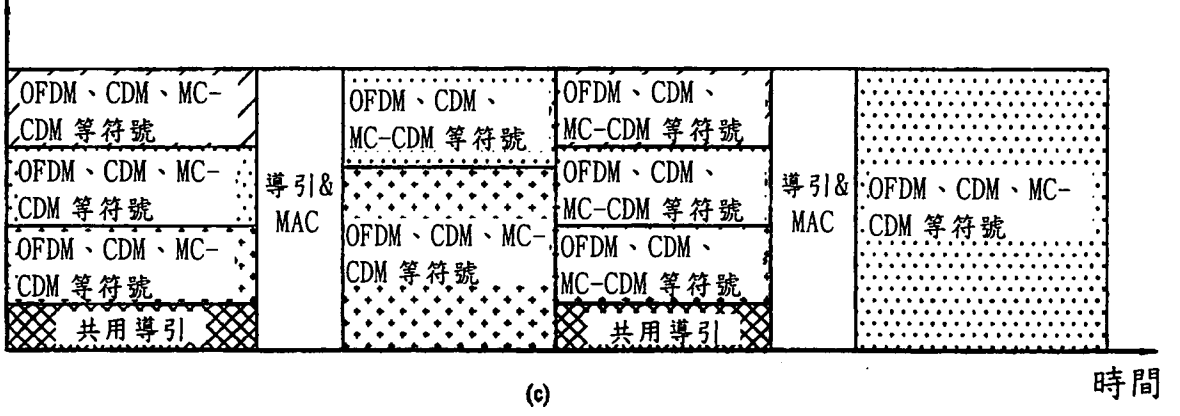 OFDM、CDM、MC-
CDM 等符號
OFDM、CDM、MC-
CDM 等符號
OFDM、CDM、MC-
CDM 等符號
共用導引
導引&
MAC
OFDM、CDM、
MC-CDM 等符號
OFDM、CDM、MC-
CDM 等符號
OFDM、CDM、
MC-CDM 等符號
OFDM、CDM、
MC-CDM 等符號
OFDM、CDM、
MC-CDM 等符號
共用導引
導引&
MAC
OFDM、CDM、MC-
CDM 等符號
時間
(c)